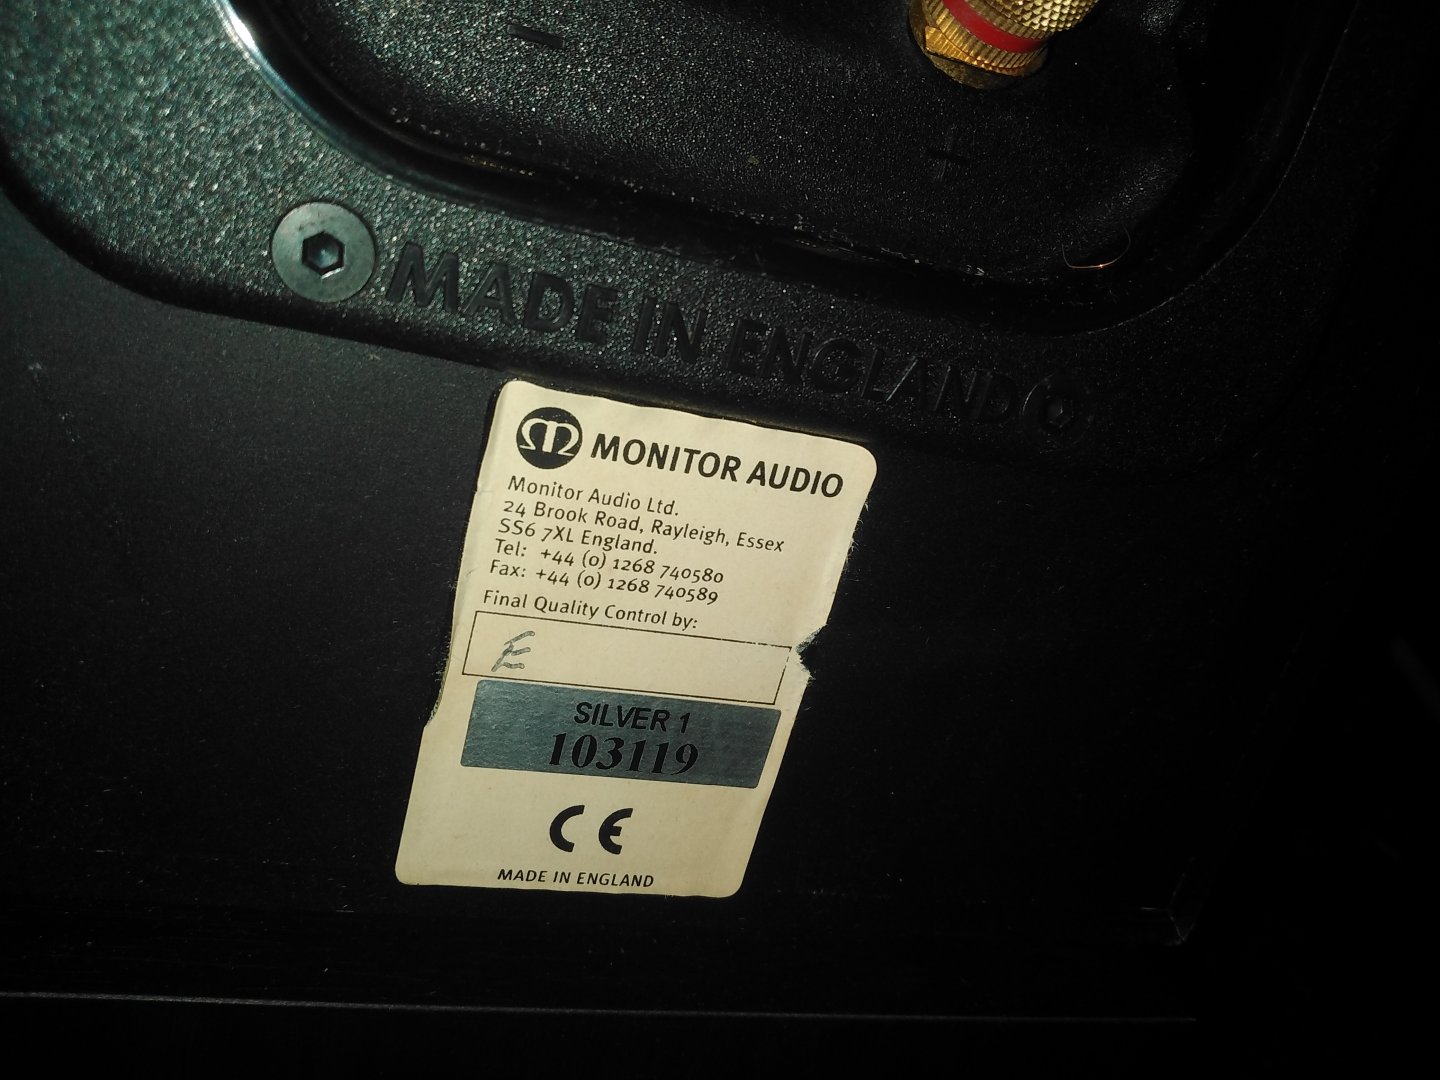 -
+
MADE IN ENGLAND
MONITOR AUDIO
Monitor Audio Ltd.
24 Brook Road, Rayleigh, Essex
SS6 7XL England.
Tel: +44 (0) 1268 740580
Fax: +44 (0) 1268 740589
Final Quality Control by:
E
SILVER 1
103119
CE
MADE IN ENGLAND